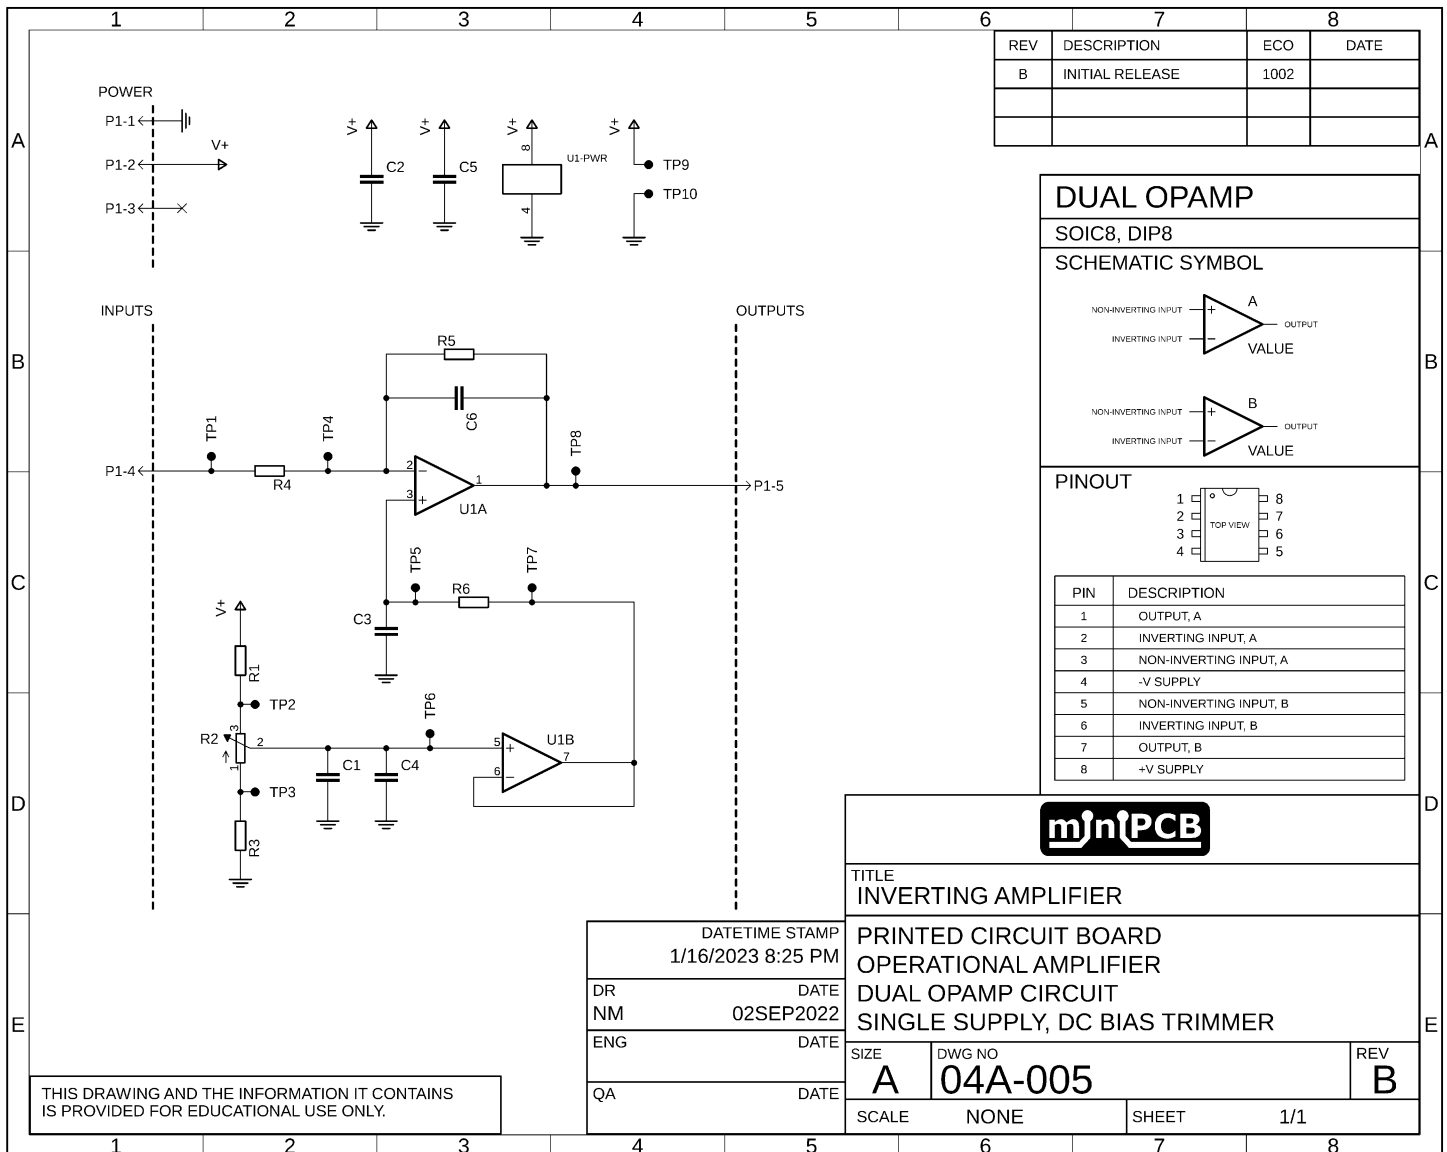 1 2 3 4 5 6 7 8
REV DESCRIPTION ECO DATE
B INITIAL RELEASE 1002
A
A
POWER
P1-1
P1-2
V+
P1-3
V+
C2
V+
C5
V+
8
U1-PWR
4
V+
TP9
TP10
DUAL OPAMP
SOIC8, DIP8
SCHEMATIC SYMBOL
NON-INVERTING INPUT
+
A
OUTPUT
INVERTING INPUT
−
VALUE
NON-INVERTING INPUT
+
B
OUTPUT
INVERTING INPUT
−
VALUE
B
B
INPUTS
OUTPUTS
R5
C6
TP1
TP4
TP8
P1-4
R4
2
−
3
+
1
U1A
P1-5
PINOUT
1 8
2 7
TOP VIEW
3 6
4 5
C
C
TP5
TP7
R6
C3
V+
R1
TP2
R2
3
2
1
TP3
R3
C1
C4
TP6
5
+
6
−
U1B
7
PIN DESCRIPTION
1 OUTPUT, A
2 INVERTING INPUT, A
3 NON-INVERTING INPUT, A
4 -V SUPPLY
5 NON-INVERTING INPUT, B
6 INVERTING INPUT, B
7 OUTPUT, B
8 +V SUPPLY
D
D
miniPCB
TITLE
INVERTING AMPLIFIER
DATETIME STAMP
1/16/2023 8:25 PM
PRINTED CIRCUIT BOARD
OPERATIONAL AMPLIFIER
DUAL OPAMP CIRCUIT
SINGLE SUPPLY, DC BIAS TRIMMER
DR DATE
NM 02SEP2022
ENG DATE
QA DATE
E
E
SIZE
A
DWG NO
04A-005
REV
B
SCALE NONE
SHEET 1/1
THIS DRAWING AND THE INFORMATION IT CONTAINS
IS PROVIDED FOR EDUCATIONAL USE ONLY.
1 2 3 4 5 6 7 8